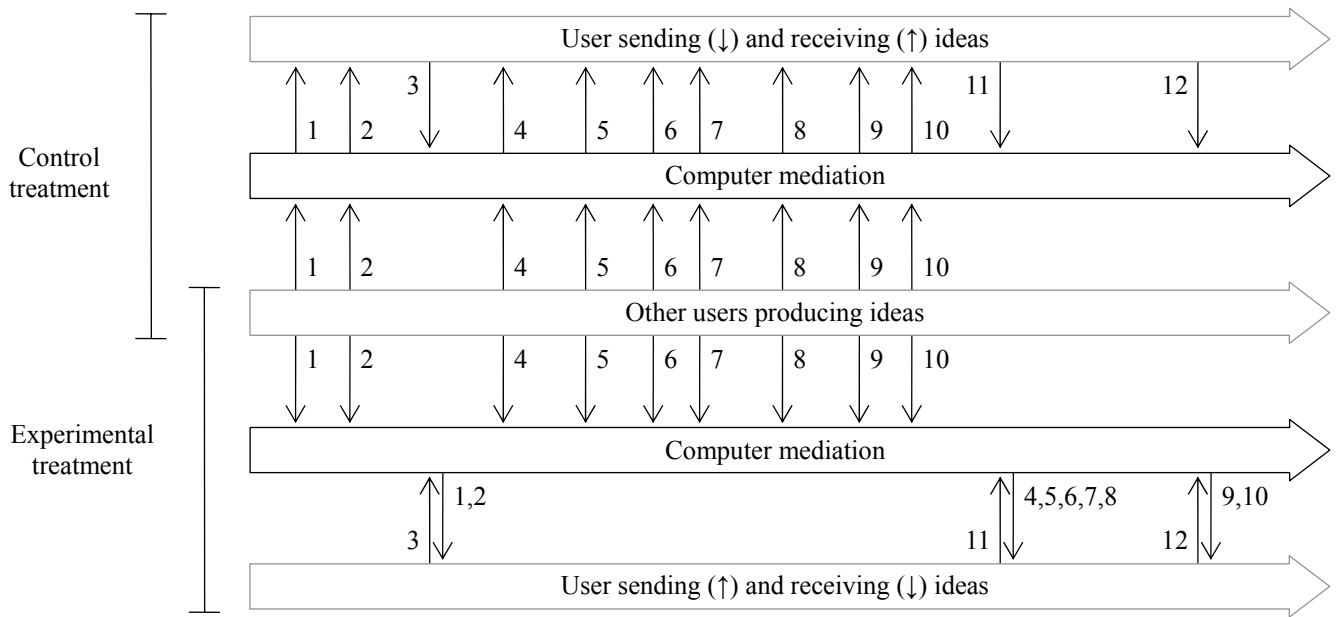 User sending (↓) and receiving (↑) ideas
3 11 12
1 2 4 5 6 7 8 9 10
Control
treatment
Computer mediation
1 2 4 5 6 7 8 9 10
Other users producing ideas
1 2 4 5 6 7 8 9 10
Experimental
treatment
Computer mediation
1,2 4,5,6,7,8 9,10
3 11 12
User sending (↑) and receiving (↓) ideas